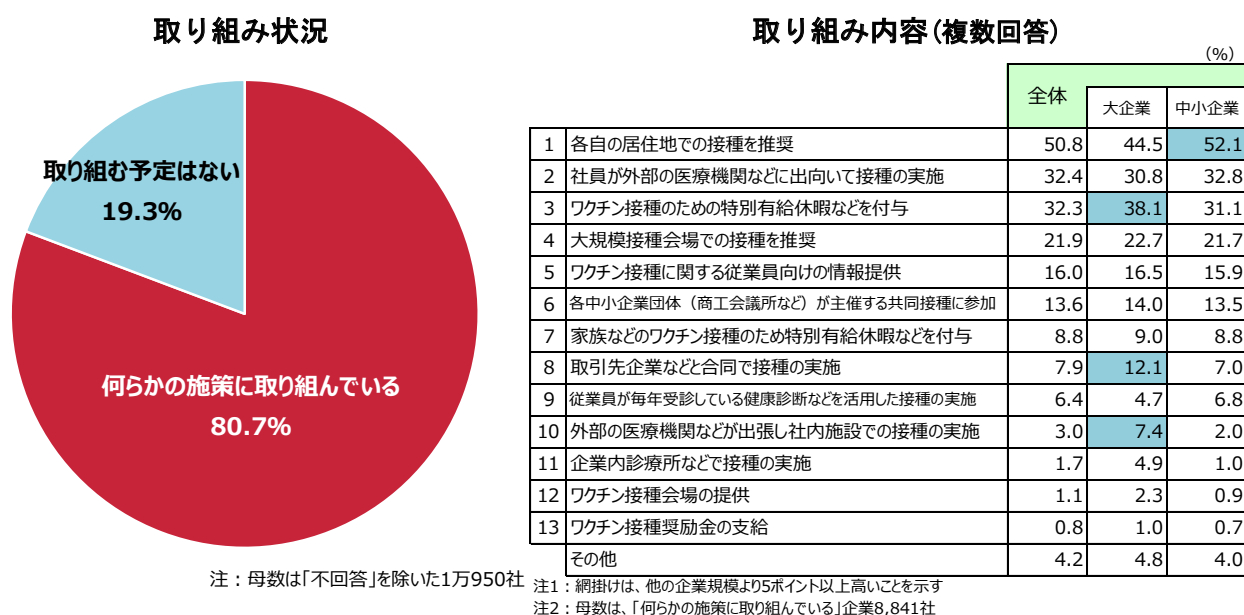 取り組み状況
取り組む予定はない
19.3%
何らかの施策に取り組んでいる
80.7%
注：母数は「不回答」を除いた1万950社
取り組み内容(複数回答)
(%)
全体 大企業 中小企業
1 各自の居住地での接種を推奨 50.8 44.5 52.1
2 社員が外部の医療機関などに出向いて接種の実施 32.4 30.8 32.8
3 ワクチン接種のための特別有給休暇などを付与 32.3 38.1 31.1
4 大規模接種会場での接種を推奨 21.9 22.7 21.7
5 ワクチン接種に関する従業員向けの情報提供 16.0 16.5 15.9
6 各中小企業団体（商工会議所など）が主催する共同接種に参加 13.6 14.0 13.5
7 家族などのワクチン接種のため特別有給休暇などを付与 8.8 9.0 8.8
8 取引先企業などと合同で接種の実施 7.9 12.1 7.0
9 従業員が毎年受診している健康診断などを活用した接種の実施 6.4 4.7 6.8
10 外部の医療機関などが出張し社内施設での接種の実施 3.0 7.4 2.0
11 企業内診療所などで接種の実施 1.7 4.9 1.0
12 ワクチン接種会場の提供 1.1 2.3 0.9
13 ワクチン接種奨励金の支給 0.8 1.0 0.7
その他 4.2 4.8 4.0
注1：網掛けは、他の企業規模より5ポイント以上高いことを示す
注2：母数は、「何らかの施策に取り組んでいる」企業8,841社